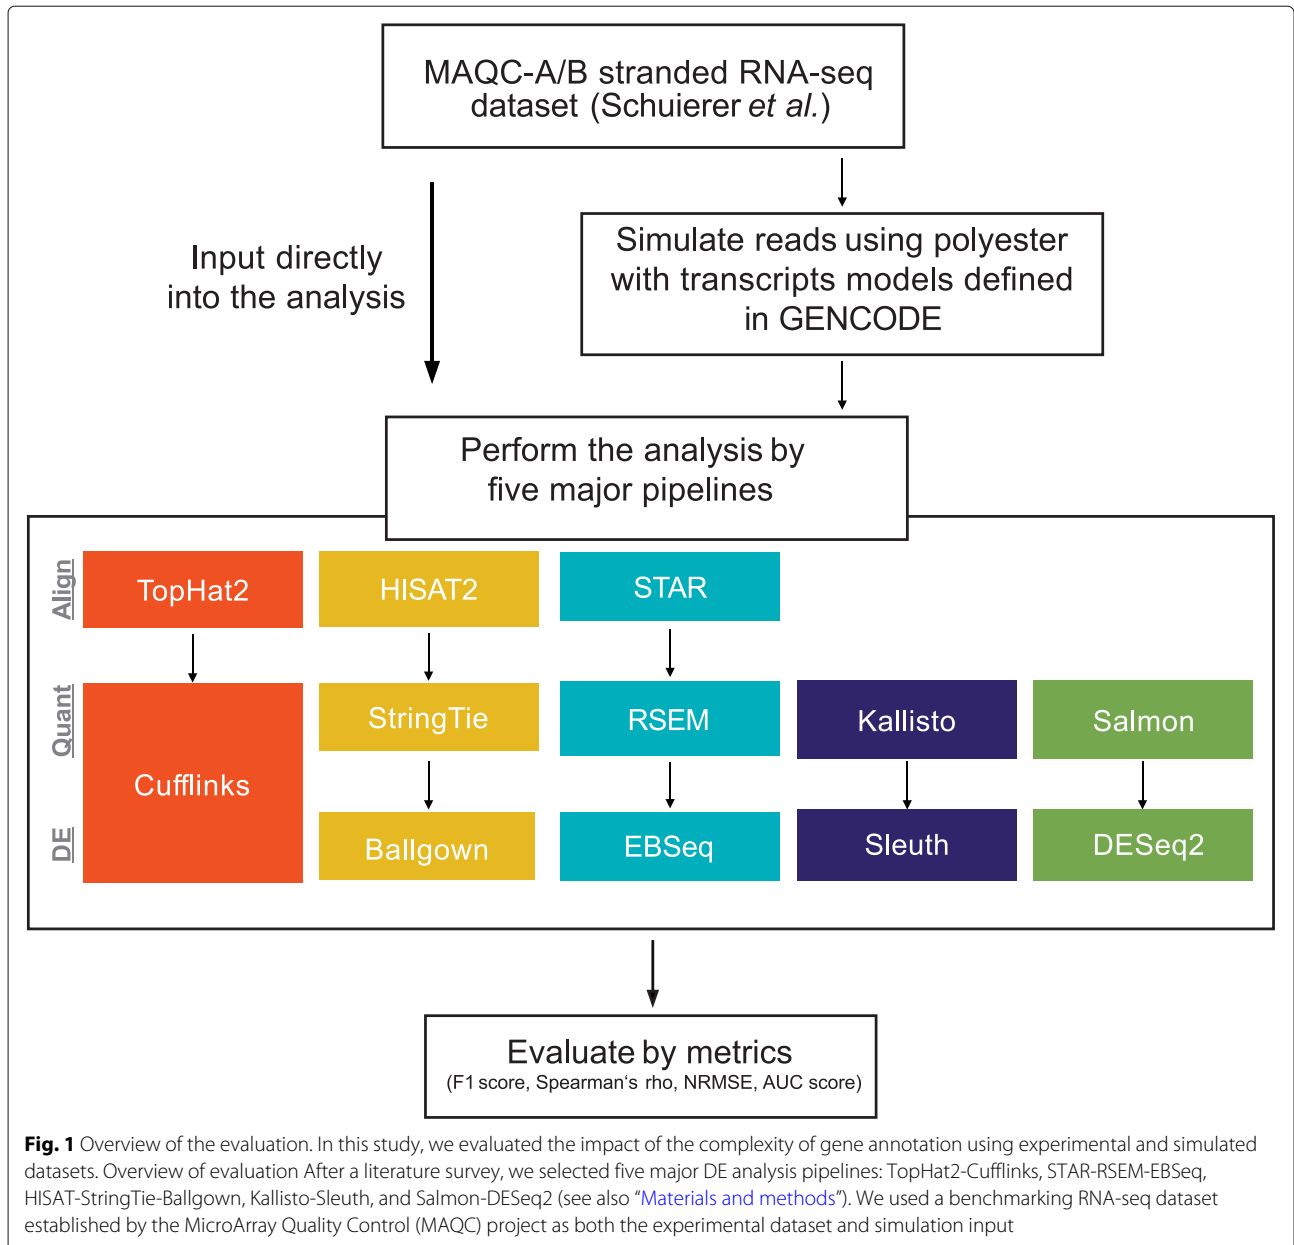 MAQC-A/B stranded RNA-seq
dataset (Schuierer et al.)
Input directly
into the analysis
Simulate reads using polyester
with transcripts models defined
in GENCODE
Perform the analysis by
five major pipelines
Align
TopHat2
HISAT2
STAR
Quant
Cufflinks
StringTie
RSEM
Kallisto
Salmon
DE
Ballgown
EBSeq
Sleuth
DESeq2
Evaluate by metrics
(F1 score, Spearman‘s rho, NRMSE, AUC score)
Fig. 1 Overview of the evaluation. In this study, we evaluated the impact of the complexity of gene annotation using experimental and simulated
datasets. Overview of evaluation After a literature survey, we selected five major DE analysis pipelines: TopHat2-Cufflinks, STAR-RSEM-EBSeq,
HISAT-StringTie-Ballgown, Kallisto-Sleuth, and Salmon-DESeq2 (see also “Materials and methods”). We used a benchmarking RNA-seq dataset
established by the MicroArray Quality Control (MAQC) project as both the experimental dataset and simulation input